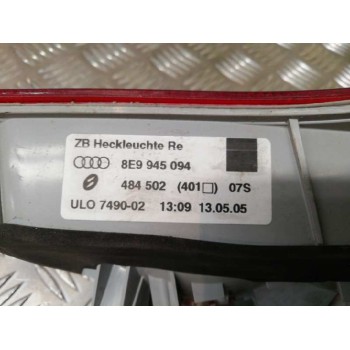 ZB Heckleuchte Re
8E9 945 094
484 502 (401□) 07S
ULO 7490-02 13:09 13.05.05